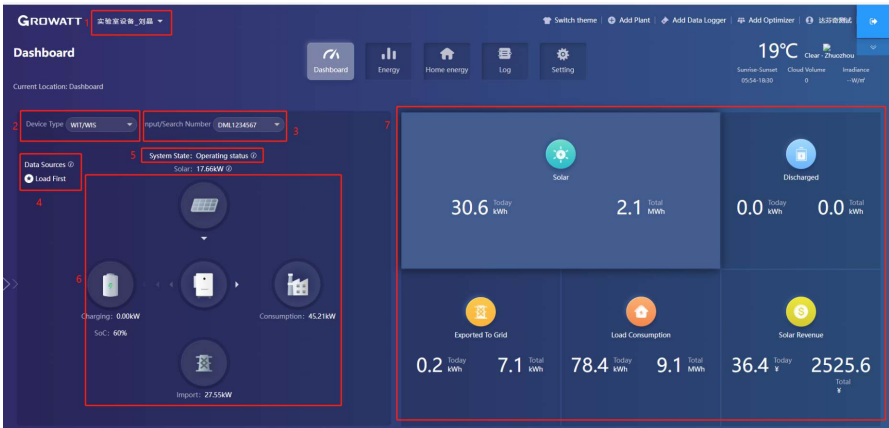 GROWATT 1 实验室设备_刘晶
Switch theme | Add Plant | Add Data Logger | Add Optimizer | 达芬奇测试
Dashboard
Dashboard Energy Home energy Log Setting
19°C Clear - Zhuozhou
Sunrise-Sunset Cloud Volume Irradiance
05:54-18:30 0 --W/㎡
Current Location: Dashboard
2 Device Type WIT/WIS nput/Search Number DML1234567 3
5 System State: Operating status
Solar: 17.66kW
Data Sources
Load First
4
6
Charging: 0.00kW
SoC: 60%
Consumption: 45.21kW
Import: 27.55kW
7
Solar
30.6 Today kWh 2.1 Total MWh
Discharged
0.0 Today kWh 0.0 Total kWh
Exported To Grid
0.2 Today kWh 7.1 Total kWh
Load Consumption
78.4 Today kWh 9.1 Total MWh
Solar Revenue
36.4 Today ¥ 2525.6 Total ¥